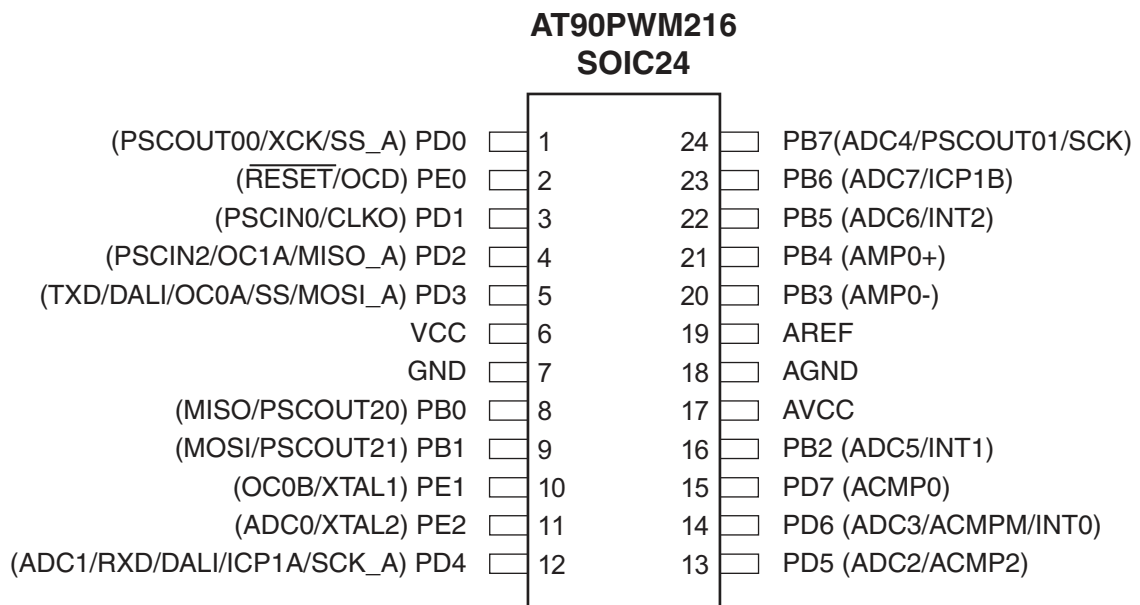 AT90PWM216
SOIC24
(PSCOUT00/XCK/SS_A) PD0 1 24 PB7(ADC4/PSCOUT01/SCK)
(RESET/OCD) PE0 2 23 PB6 (ADC7/ICP1B)
(PSCIN0/CLKO) PD1 3 22 PB5 (ADC6/INT2)
(PSCIN2/OC1A/MISO_A) PD2 4 21 PB4 (AMP0+)
(TXD/DALI/OC0A/SS/MOSI_A) PD3 5 20 PB3 (AMP0-)
VCC 6 19 AREF
GND 7 18 AGND
(MISO/PSCOUT20) PB0 8 17 AVCC
(MOSI/PSCOUT21) PB1 9 16 PB2 (ADC5/INT1)
(OC0B/XTAL1) PE1 10 15 PD7 (ACMP0)
(ADC0/XTAL2) PE2 11 14 PD6 (ADC3/ACMPM/INT0)
(ADC1/RXD/DALI/ICP1A/SCK_A) PD4 12 13 PD5 (ADC2/ACMP2)